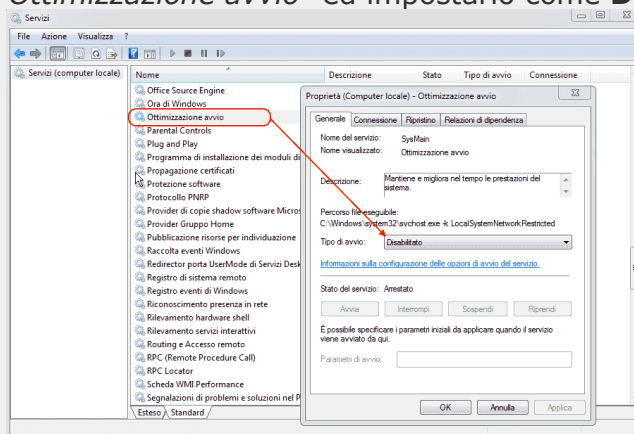 "Ottimizzazione avvio" ed impostarlo come D
Servizi
File Azione Visualizza ?
Servizi (computer locale)
Nome Descrizione Stato Tipo di avvio Connessione
Office Source Engine
Ora di Windows
Ottimizzazione avvio
Parental Controls
Plug and Play
Programma di installazione dei moduli di
Propagazione certificati
Protezione software
Protocollo PNRP
Provider di copie shadow software Micros
Provider Gruppo Home
Pubblicazione risorse per individuazione
Raccolta eventi Windows
Redirector porta UserMode di Servizi Desk
Registro di sistema remoto
Registro eventi di Windows
Riconoscimento presenza in rete
Rilevamento hardware shell
Rilevamento servizi interattivi
Routing e Accesso remoto
RPC (Remote Procedure Call)
RPC Locator
Scheda WMI Performance
Segnalazioni di problemi e soluzioni nel P
Esteso Standard
Proprietà (Computer locale) - Ottimizzazione avvio
Generale Connessione Ripristino Relazioni di dipendenza
Nome del servizio: SysMain
Nome visualizzato: Ottimizzazione avvio
Descrizione: Mantiene e migliora nel tempo le prestazioni del
sistema.
Percorso file eseguibile:
C:\Windows\system32\svchost.exe -k LocalSystemNetworkRestricted
Tipo di avvio: Disabilitato
Informazioni sulla configurazione delle opzioni di avvio del servizio.
Stato del servizio: Arrestato
Avvia Interrompi Sospendi Riprendi
È possibile specificare i parametri iniziali da applicare quando il servizio
viene avviato da qui.
Parametri di avvio:
OK Annulla Applica